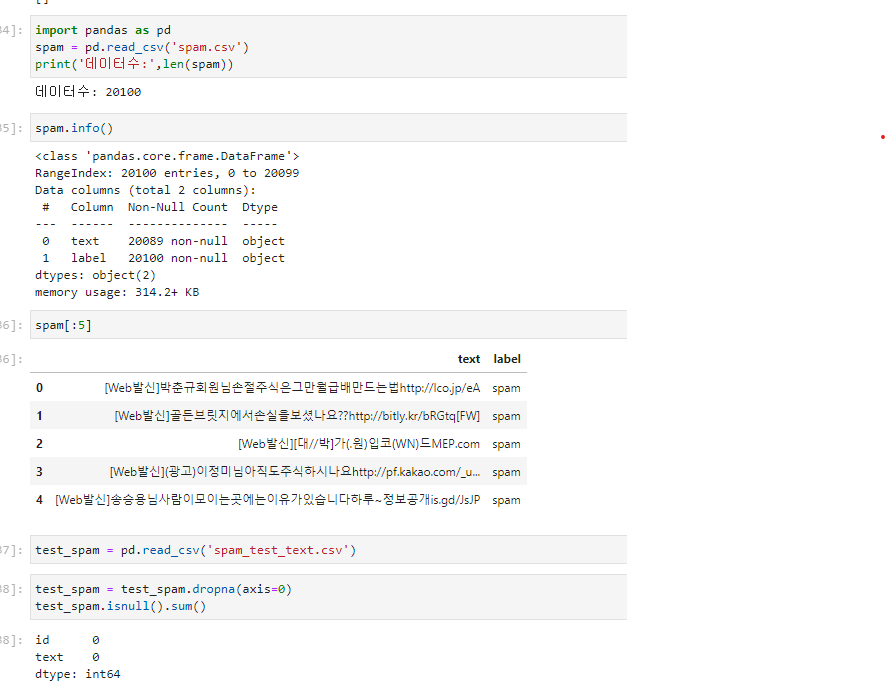 []
34]:
import pandas as pd
spam = pd.read_csv('spam.csv')
print('데이터수:',len(spam))
데이터수: 20100
35]:
spam.info()
<class 'pandas.core.frame.DataFrame'>
RangeIndex: 20100 entries, 0 to 20099
Data columns (total 2 columns):
# Column Non-Null Count Dtype
--- ------ -------------- -----
0 text 20089 non-null object
1 label 20100 non-null object
dtypes: object(2)
memory usage: 314.2+ KB
36]:
spam[:5]
36]:
text label
0 [Web발신]박춘규회원님손절주식은그만월급배만드는법http://lco.jp/eA spam
1 [Web발신]골든브릿지에서손실을보셨나요??http://bitly.kr/bRGtq[FW] spam
2 [Web발신][대//박]가(.원)입코(WN)드MEP.com spam
3 [Web발신](광고)이정미님아직도주식하시나요http://pf.kakao.com/_u... spam
4 [Web발신]송승용님사람이모이는곳에는이유가있습니다하루~정보공개is.gd/JsJP spam
37]:
test_spam = pd.read_csv('spam_test_text.csv')
38]:
test_spam = test_spam.dropna(axis=0)
test_spam.isnull().sum()
38]:
id 0
text 0
dtype: int64